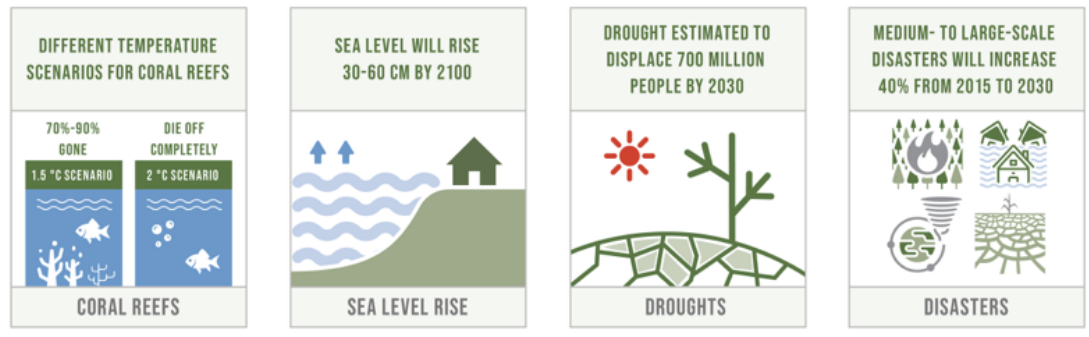 DIFFERENT TEMPERATURE
SCENARIOS FOR CORAL REEFS
70%-90%
GONE
DIE OFF
COMPLETELY
1.5 °C SCENARIO
2 °C SCENARIO
CORAL REEFS
SEA LEVEL WILL RISE
30-60 CM BY 2100
SEA LEVEL RISE
DROUGHT ESTIMATED TO
DISPLACE 700 MILLION
PEOPLE BY 2030
DROUGHTS
MEDIUM- TO LARGE-SCALE
DISASTERS WILL INCREASE
40% FROM 2015 TO 2030
DISASTERS